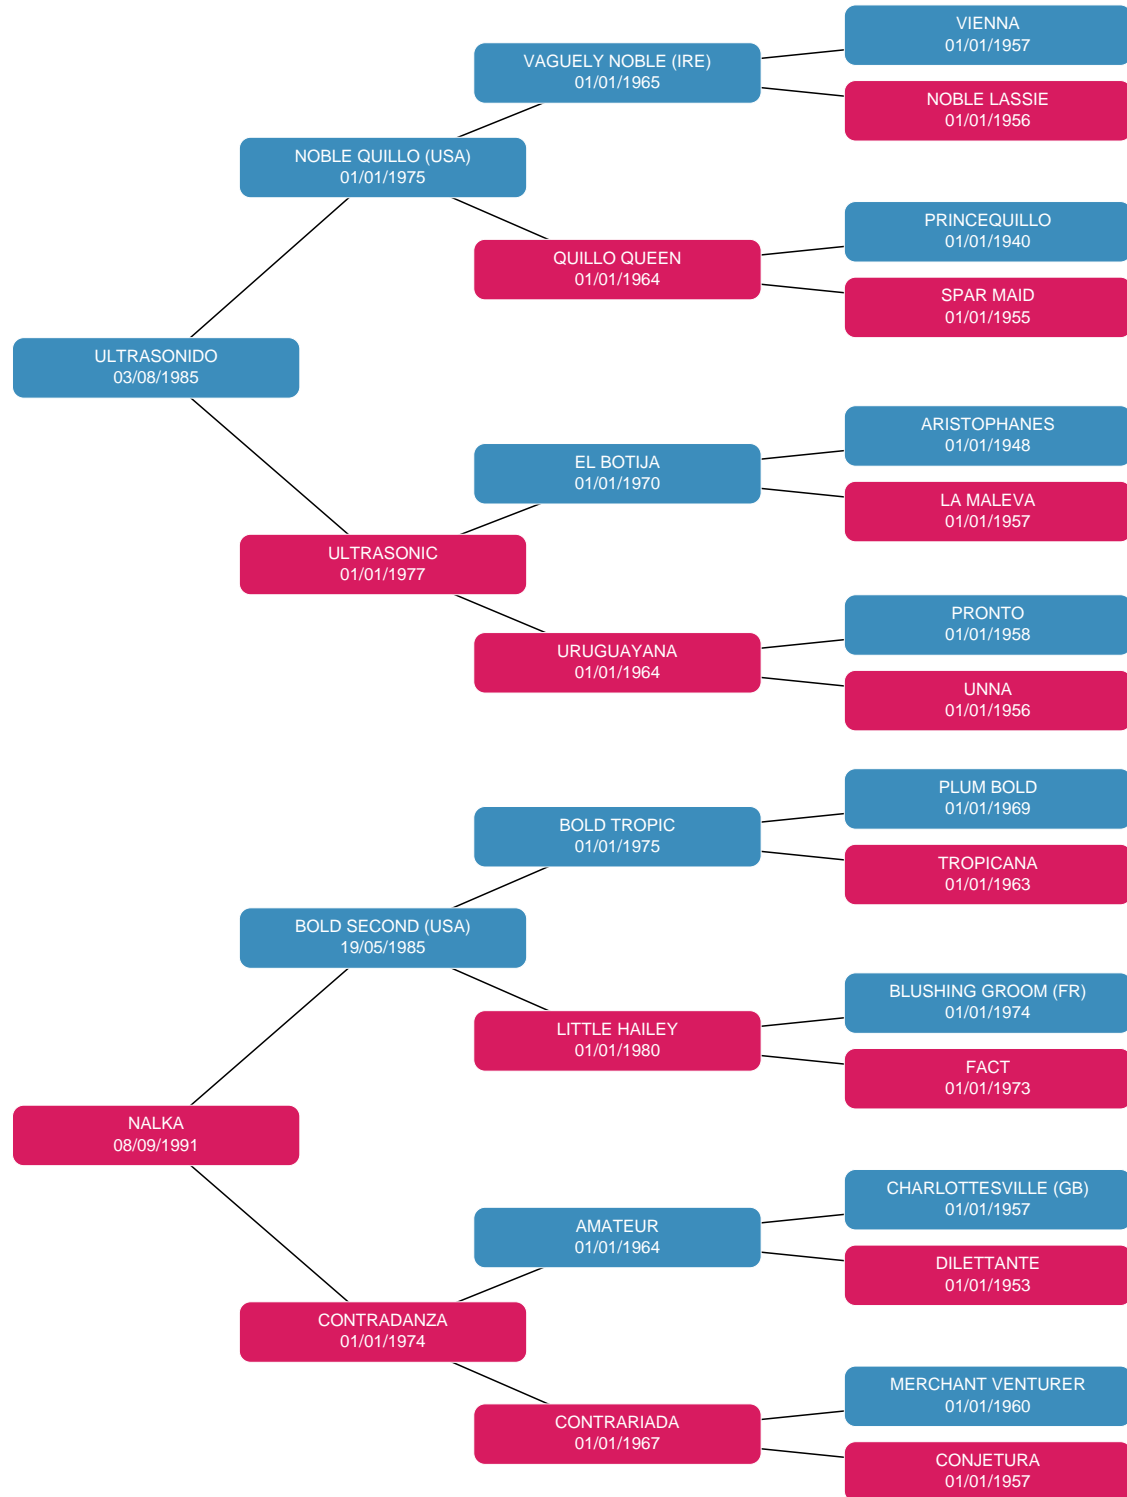 VIENNA
01/01/1957
VAGUELY NOBLE (IRE)
01/01/1965
NOBLE LASSIE
01/01/1956
NOBLE QUILLO (USA)
01/01/1975
PRINCEQUILLO
01/01/1940
QUILLO QUEEN
01/01/1964
SPAR MAID
01/01/1955
ULTRASONIDO
03/08/1985
ARISTOPHANES
01/01/1948
EL BOTIJA
01/01/1970
LA MALEVA
01/01/1957
ULTRASONIC
01/01/1977
PRONTO
01/01/1958
URUGUAYANA
01/01/1964
UNNA
01/01/1956
PLUM BOLD
01/01/1969
BOLD TROPIC
01/01/1975
TROPICANA
01/01/1963
BOLD SECOND (USA)
19/05/1985
BLUSHING GROOM (FR)
01/01/1974
LITTLE HAILEY
01/01/1980
FACT
01/01/1973
NALKA
08/09/1991
CHARLOTTESVILLE (GB)
01/01/1957
AMATEUR
01/01/1964
DILETTANTE
01/01/1953
CONTRADANZA
01/01/1974
MERCHANT VENTURER
01/01/1960
CONTRARIADA
01/01/1967
CONJETURA
01/01/1957